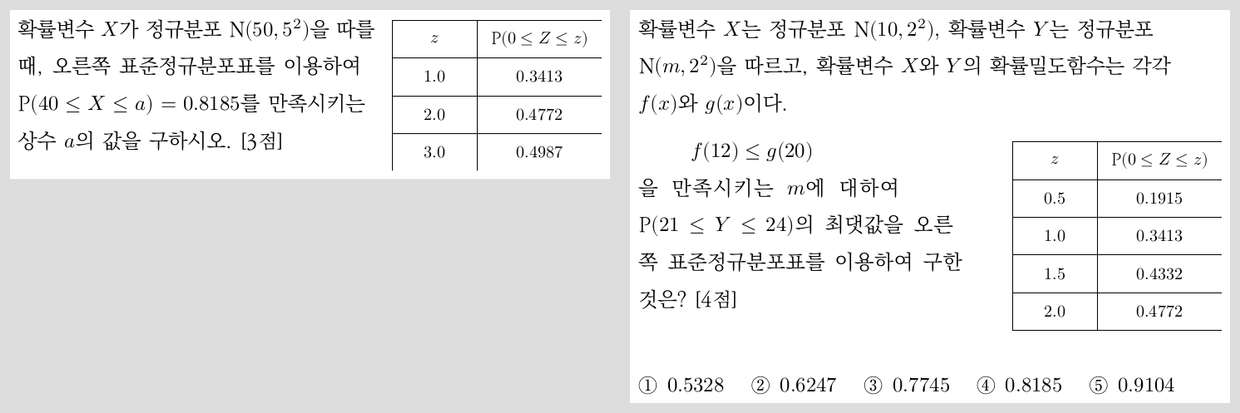 확률변수 X가 정규분포 N(50, 5²)을 따를
때, 오른쪽 표준정규분포표를 이용하여
P(40 ≤ X ≤ a) = 0.8185를 만족시키는
상수 a의 값을 구하시오. [3점]
z P(0 ≤ Z ≤ z)
1.0 0.3413
2.0 0.4772
3.0 0.4987
확률변수 X는 정규분포 N(10, 2²), 확률변수 Y는 정규분포
N(m, 2²)을 따르고, 확률변수 X와 Y의 확률밀도함수는 각각
f(x)와 g(x)이다.
f(12) ≤ g(20)
을 만족시키는 m에 대하여
P(21 ≤ Y ≤ 24)의 최댓값을 오른
쪽 표준정규분포표를 이용하여 구한
것은? [4점]
z P(0 ≤ Z ≤ z)
0.5 0.1915
1.0 0.3413
1.5 0.4332
2.0 0.4772
① 0.5328 ② 0.6247 ③ 0.7745 ④ 0.8185 ⑤ 0.9104